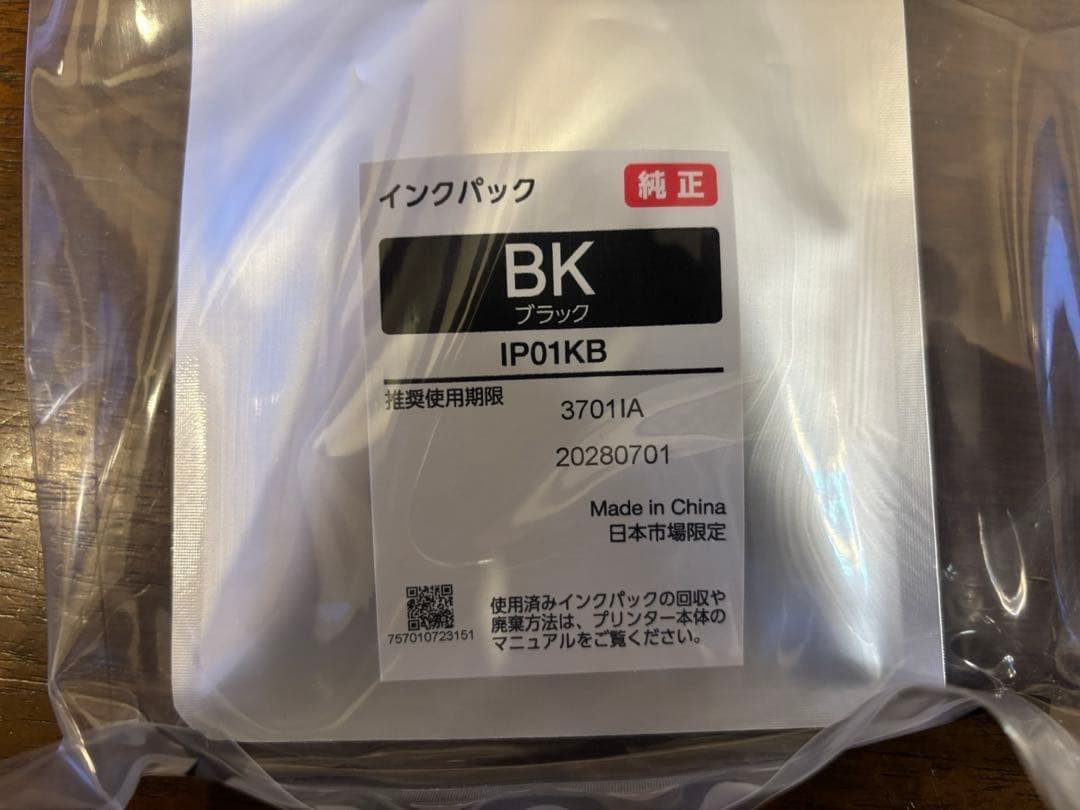 インクパック 純正
BK
ブラック
IP01KB
推奨使用期限
3701IA
20280701
Made in China
日本市場限定
757010723151
使用済みインクパックの回収や
廃棄方法は、プリンター本体の
マニュアルをご覧ください。